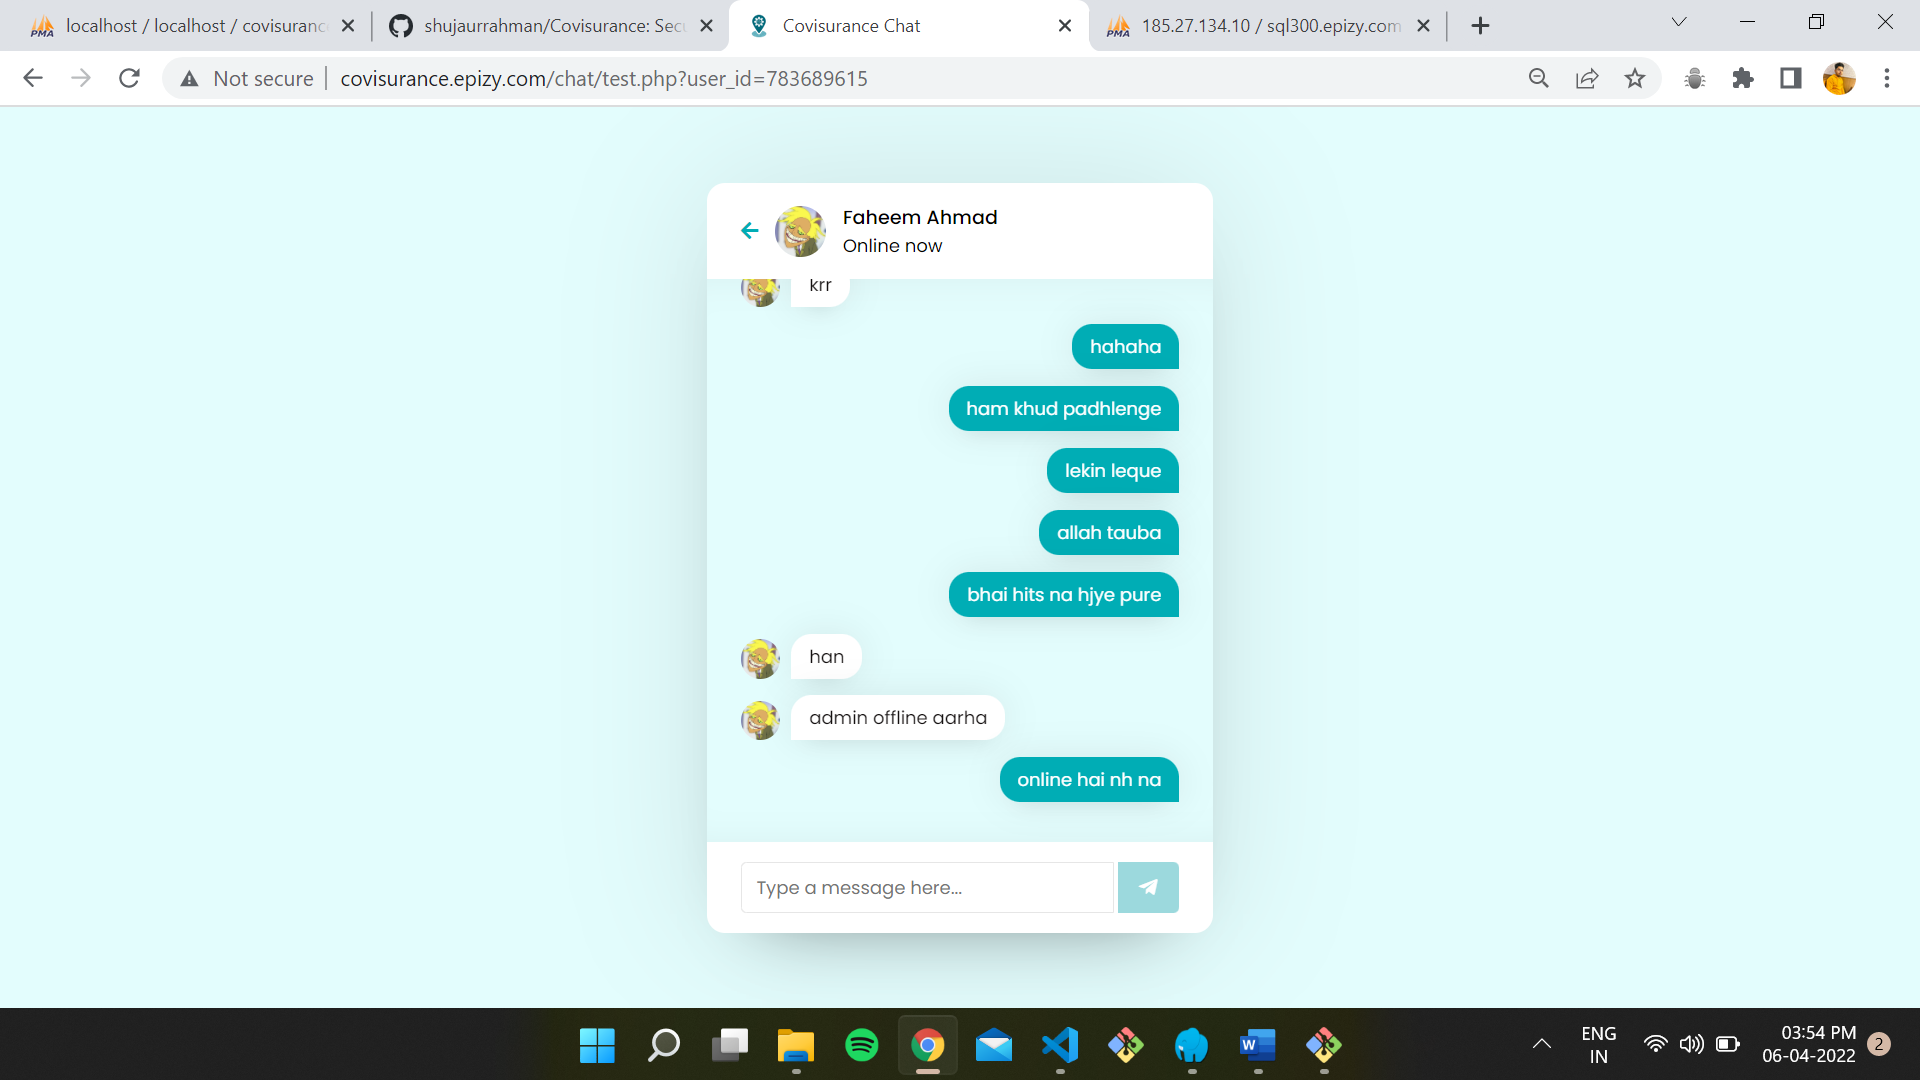 localhost / localhost / covisuranc
shujaurrahman/Covisurance: Secu
Covisurance Chat
185.27.134.10 / sql300.epizy.com
Not secure
covisurance.epizy.com/chat/test.php?user_id=783689615
Faheem Ahmad
Online now
krr
hahaha
ham khud padhlenge
lekin leque
allah tauba
bhai hits na hjye pure
han
admin offline aarha
online hai nh na
Type a message here...
ENG
IN
03:54 PM
06-04-2022
2